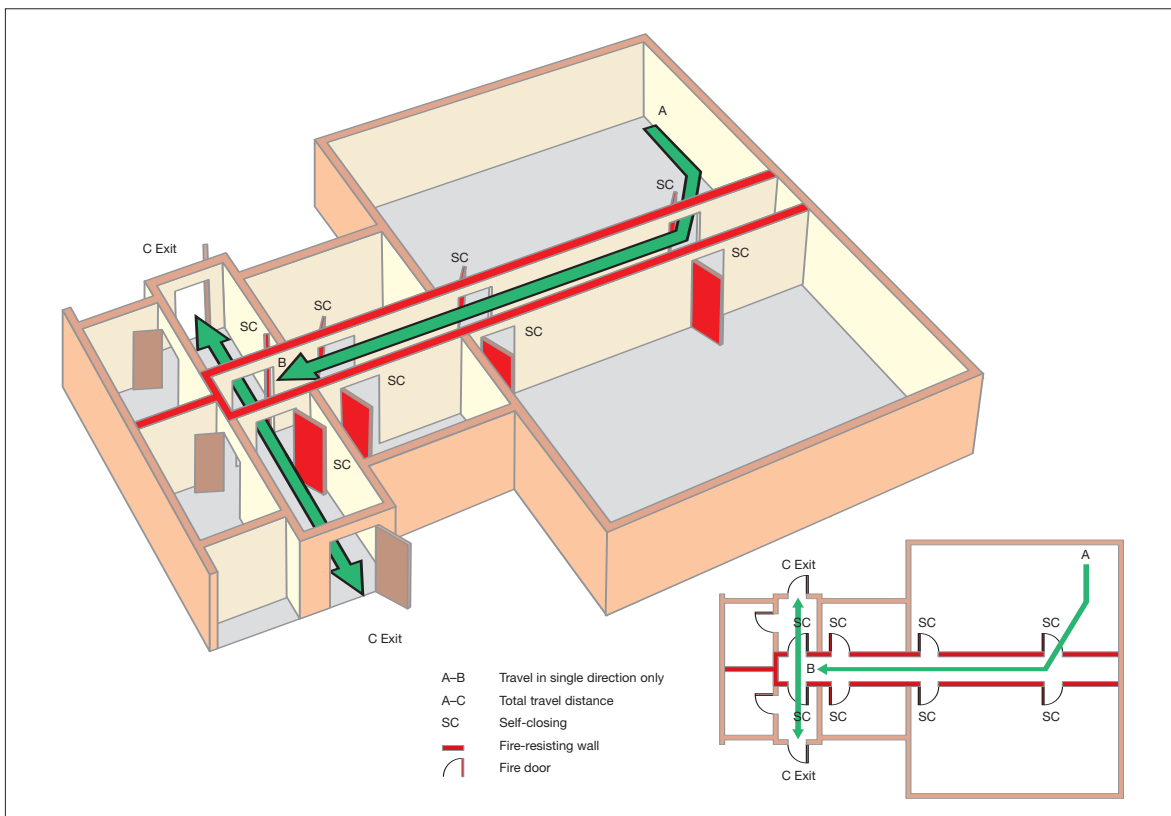 A
SC
C Exit
SC
SC
SC
SC
B
SC
SC
SC
C Exit
A–B Travel in single direction only
A–C Total travel distance
SC Self-closing
Fire-resisting wall
Fire door
A
C Exit
SC SC SC SC
B
SC SC SC SC
C Exit